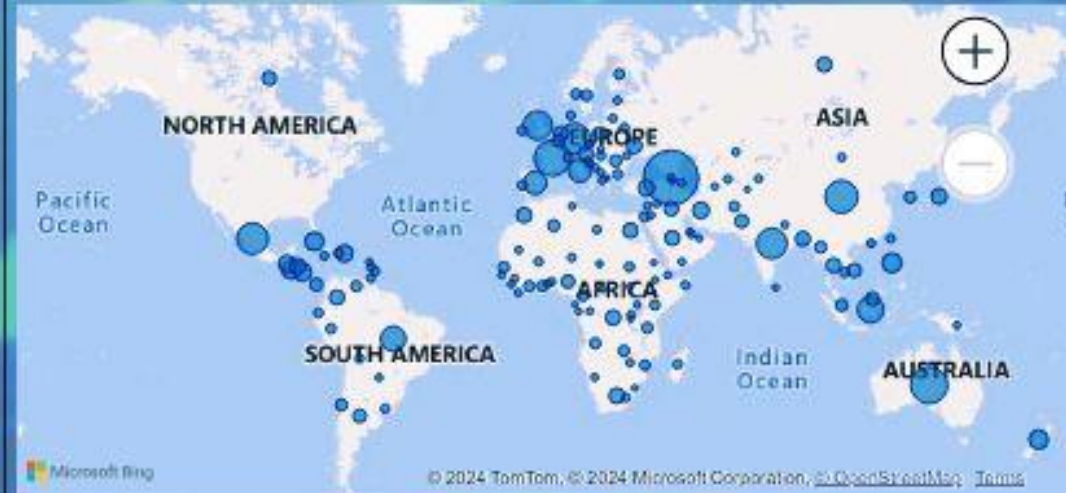 NORTH AMERICA
EUROPE
ASIA
Pacific
Ocean
Atlantic
Ocean
AFRICA
SOUTH AMERICA
Indian
Ocean
AUSTRALIA
Microsoft Bing
© 2024 TomTom, © 2024 Microsoft Corporation, © OpenStreetMap Terms